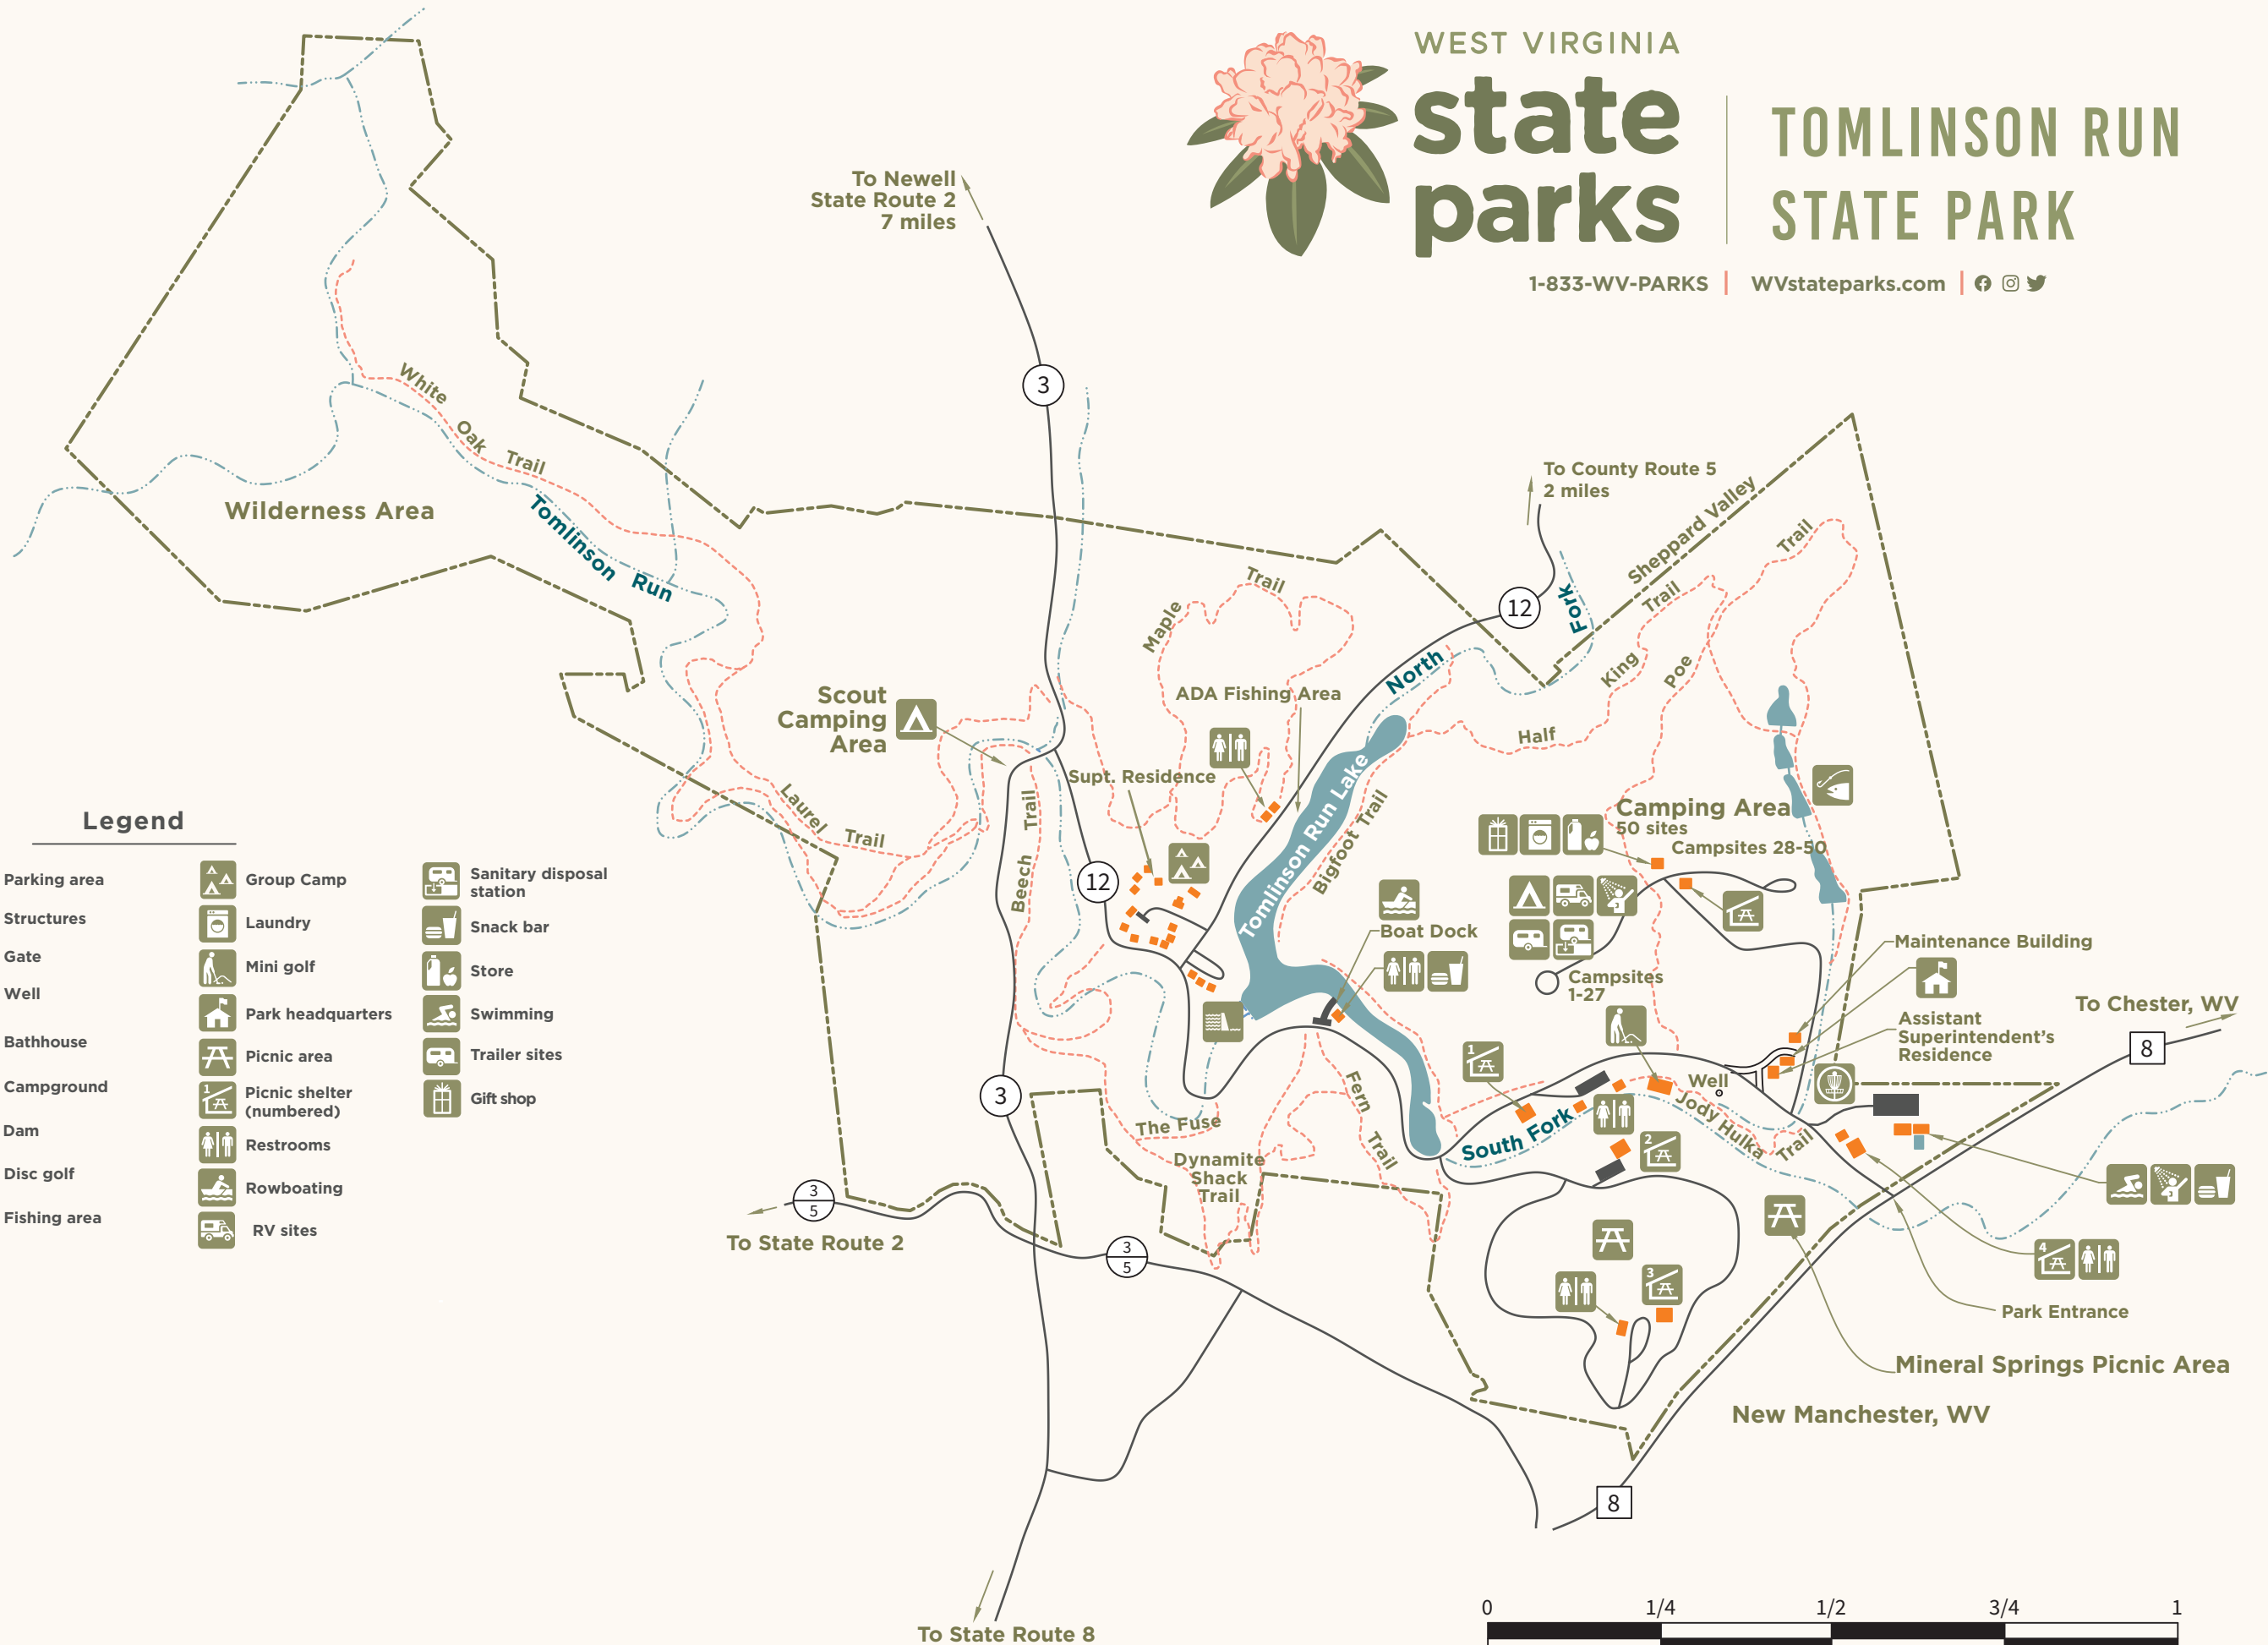 WEST VIRGINIA
state
parks
TOMLINSON RUN
STATE PARK
1-833-WV-PARKS
WVstateparks.com
To Newell
State Route 2
7 miles
3
White
Oak
Trail
Wilderness Area
Tomlinson
Run
To County Route 5
2 miles
12
Fork
North
Sheppard Valley
Trail
Trail
King
Poe
Half
Maple
Trail
ADA Fishing Area
Scout
Camping
Area
Supt. Residence
Laurel
Trail
Beech
Trail
12
Tomlinson Run Lake
Bigfoot Trail
Camping Area
50 sites
Campsites 28-50
Boat Dock
Campsites
1-27
Maintenance Building
Assistant
Superintendent's
Residence
To Chester, WV
8
1
Well
Jody Hulka
Trail
South Fork
2
3
Fern
Trail
The Fuse
Dynamite
Shack
Trail
3
5
To State Route 2
3
5
3
4
Park Entrance
Mineral Springs Picnic Area
New Manchester, WV
8
To State Route 8
0
1/4
1/2
3/4
1
Legend
Parking area
Structures
Gate
Well
Bathhouse
Campground
Dam
Disc golf
Fishing area
Group Camp
Laundry
Mini golf
Park headquarters
Picnic area
1
Picnic shelter
(numbered)
Restrooms
Rowboating
RV sites
Sanitary disposal
station
Snack bar
Store
Swimming
Trailer sites
Gift shop